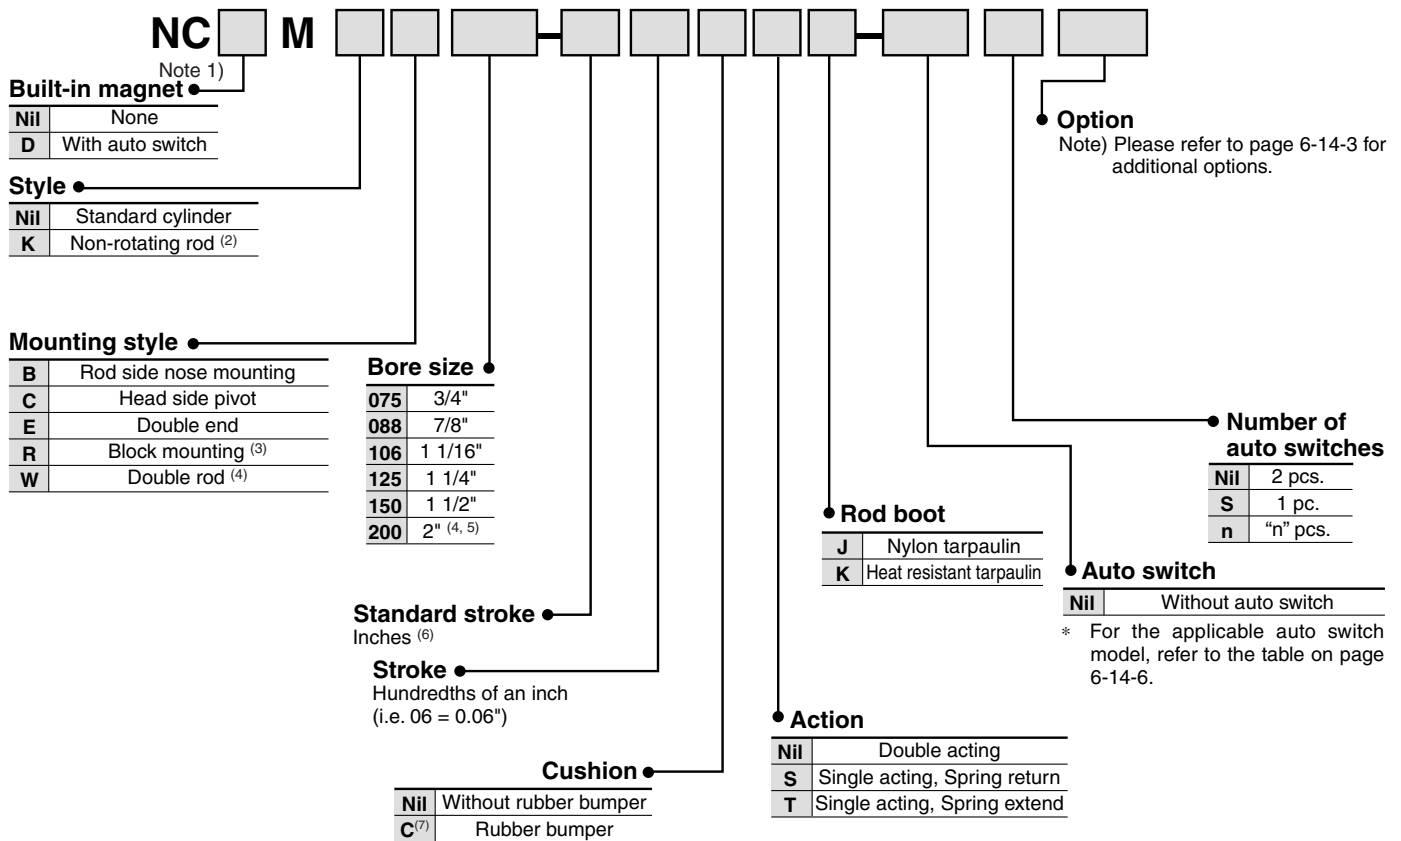 NC M
Note 1)
Built-in magnet
Nil None
D With auto switch
Style
Nil Standard cylinder
K Non-rotating rod (2)
Mounting style
B Rod side nose mounting
C Head side pivot
E Double end
R Block mounting (3)
W Double rod (4)
Bore size
075 3/4"
088 7/8"
106 1 1/16"
125 1 1/4"
150 1 1/2"
200 2" (4, 5)
Standard stroke
Inches (6)
Stroke
Hundredths of an inch
(i.e. 06 = 0.06")
Cushion
Nil Without rubber bumper
C(7) Rubber bumper
Action
Nil Double acting
S Single acting, Spring return
T Single acting, Spring extend
Rod boot
J Nylon tarpaulin
K Heat resistant tarpaulin
Auto switch
Nil Without auto switch
* For the applicable auto switch
model, refer to the table on page
6-14-6.
Number of
auto switches
Nil 2 pcs.
S 1 pc.
n “n” pcs.
Option
Note) Please refer to page 6-14-3 for
additional options.